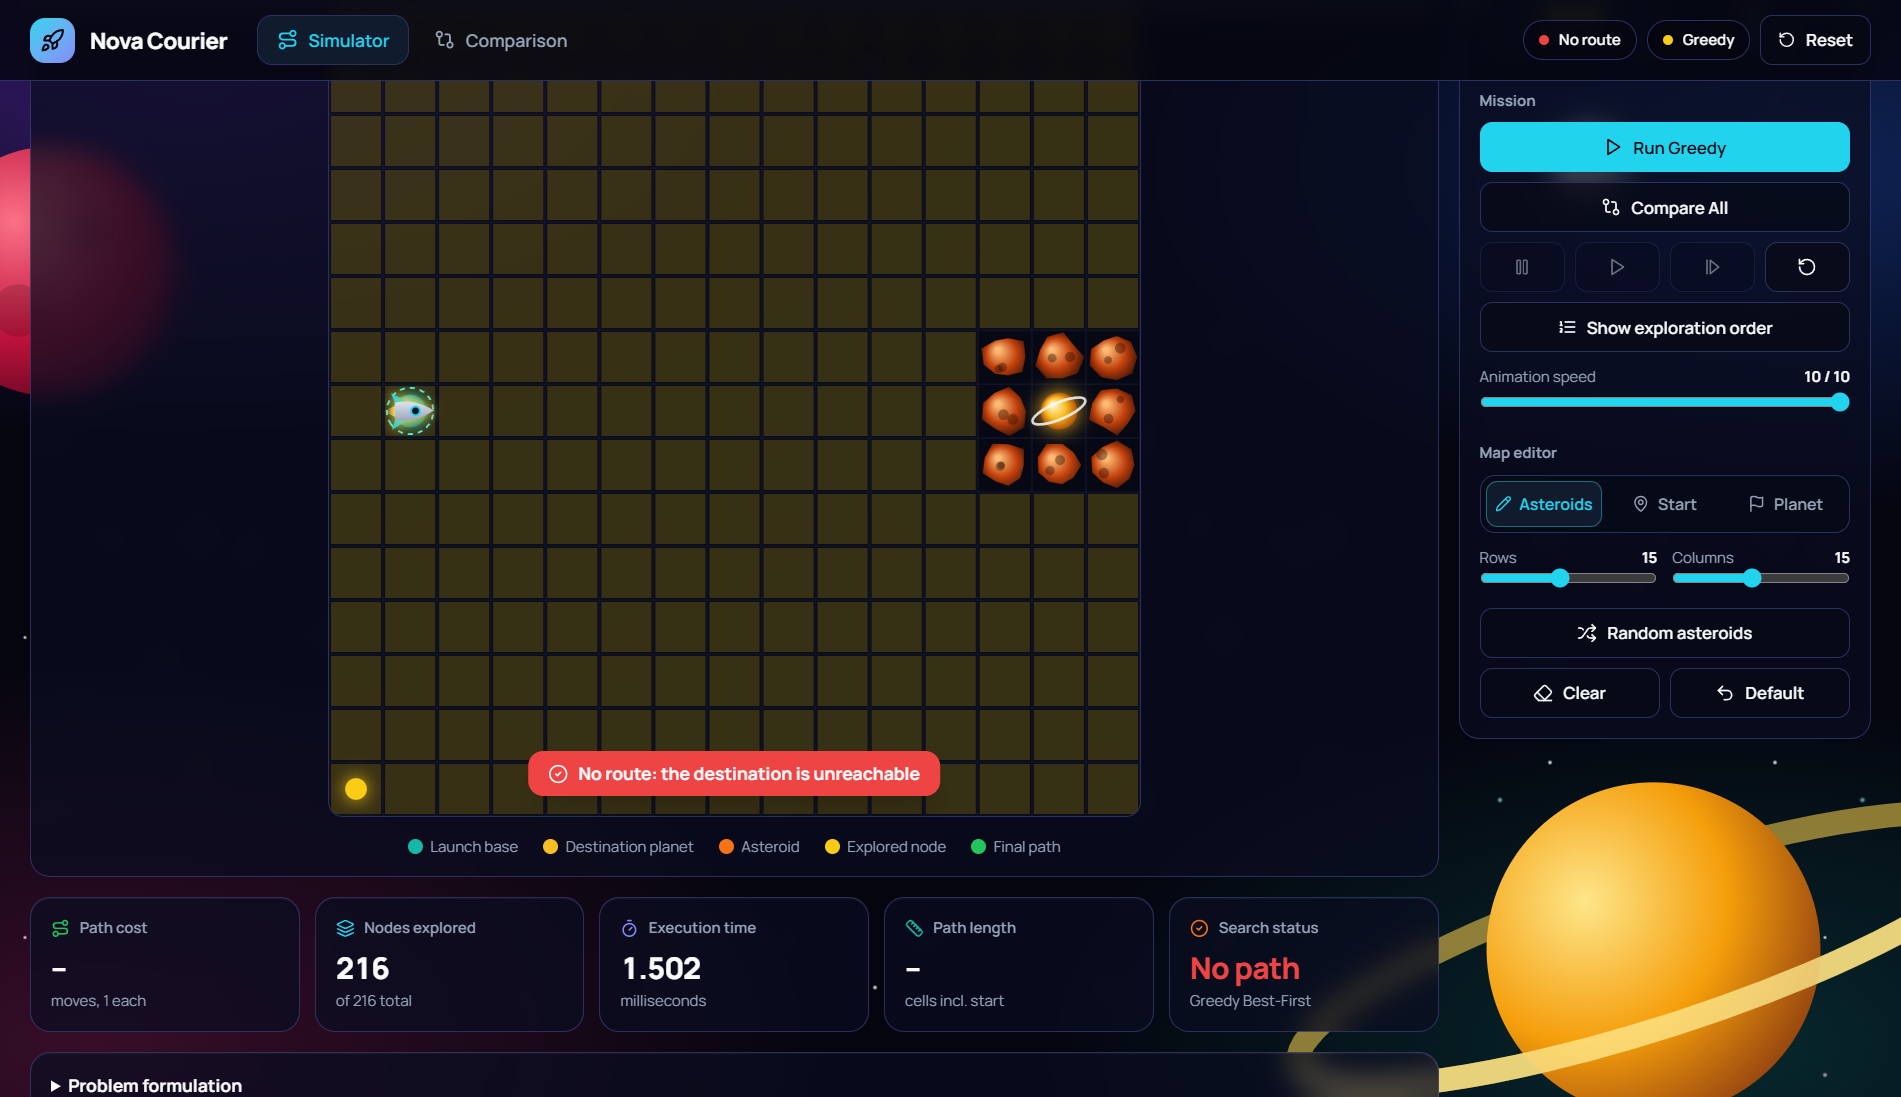 Nova Courier
Simulator
Comparison
No route
Greedy
Reset
Mission
Run Greedy
Compare All
Show exploration order
Animation speed
10 / 10
Map editor
Asteroids
Start
Planet
Rows
15
Columns
15
Random asteroids
Clear
Default
No route: the destination is unreachable
Launch base
Destination planet
Asteroid
Explored node
Final path
Path cost
–
moves, 1 each
Nodes explored
216
of 216 total
Execution time
1.502
milliseconds
Path length
–
cells incl. start
Search status
No path
Greedy Best-First
Problem formulation